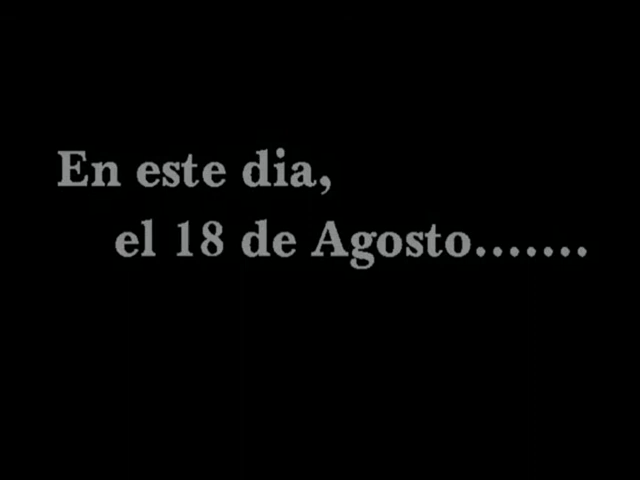 En este dia,
el 18 de Agosto.......